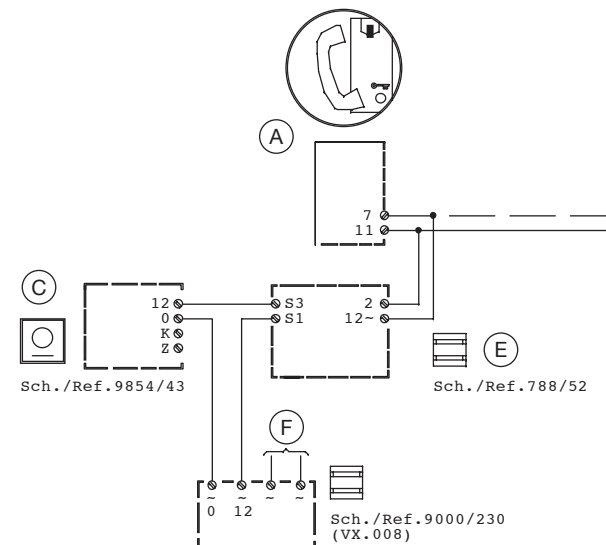 A
7
11
C
12
0
K
Z
S3
S1
2
12~
E
Sch./Ref.9854/43
Sch./Ref.788/52
F
~ ~ ~ ~
0 12
Sch./Ref.9000/230
(VX.008)